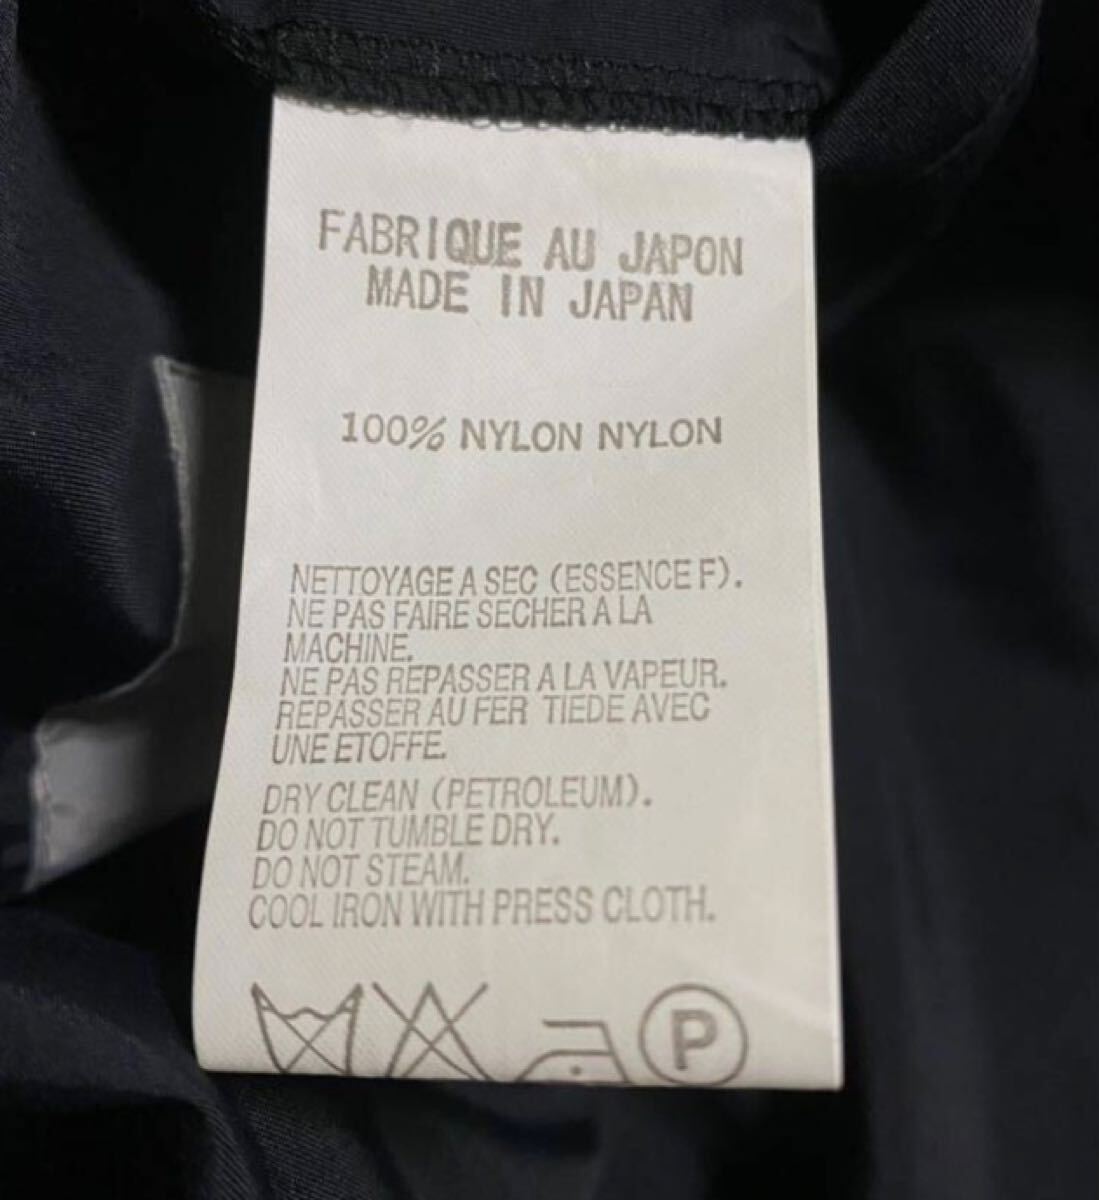 FABRIQUE AU JAPON
MADE IN JAPAN
100% NYLON NYLON
NETTOYAGE A SEC (ESSENCE F).
NE PAS FAIRE SECHER A LA
MACHINE.
NE PAS REPASSER A LA VAPEUR.
REPASSER AU FER TIEDE AVEC
UNE ETOFFE.
DRY CLEAN (PETROLEUM).
DO NOT TUMBLE DRY.
DO NOT STEAM.
COOL IRON WITH PRESS CLOTH.
P